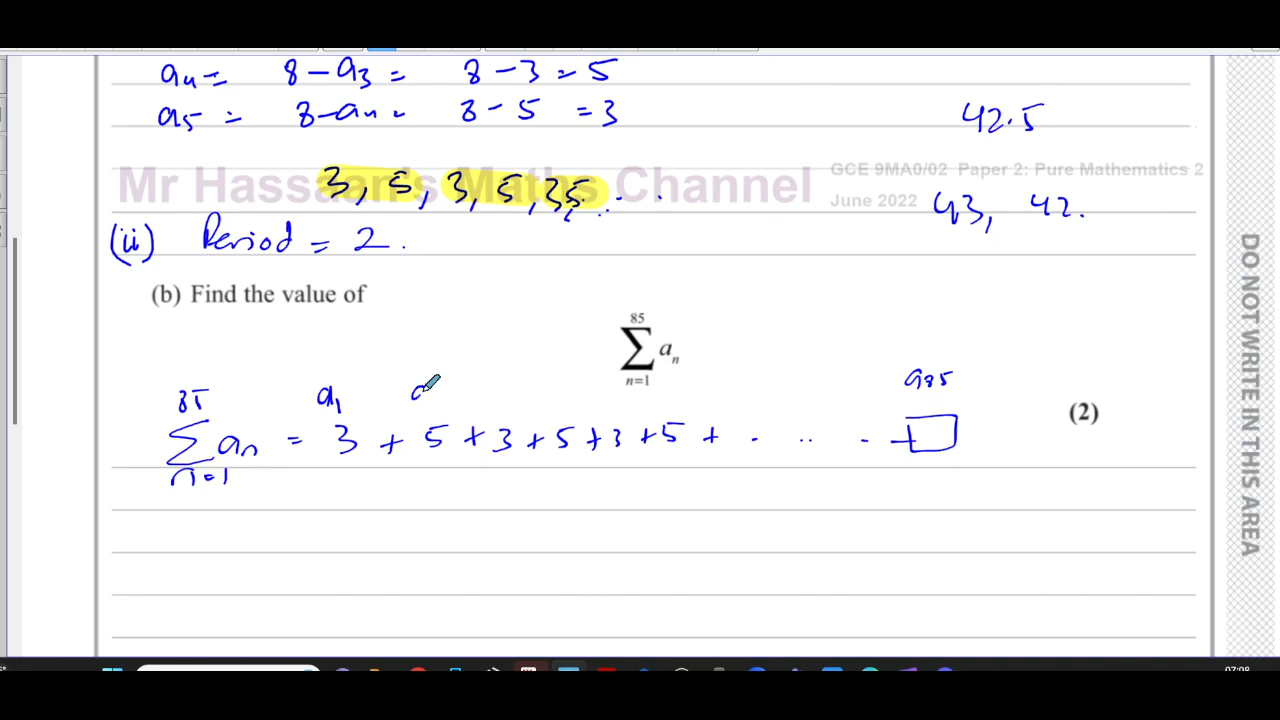 a4 = 8 - a3 = 8 - 3 = 5
a5 = 8 - a4 = 8 - 5 = 3
42.5
Mr Hassaan's Maths Channel
GCE 9MA0/02 Paper 2: Pure Mathematics 2
June 2022
3, 5, 3, 5, 3, 5, ....
43, 42.
(ii) Period = 2.
(b) Find the value of
85
∑ an
n=1
(2)
a1
a85
85
∑ an = 3 + 5 + 3 + 5 + 3 + 5 + . .. . + □
n=1
DO NOT WRITE IN THIS AREA
07:08